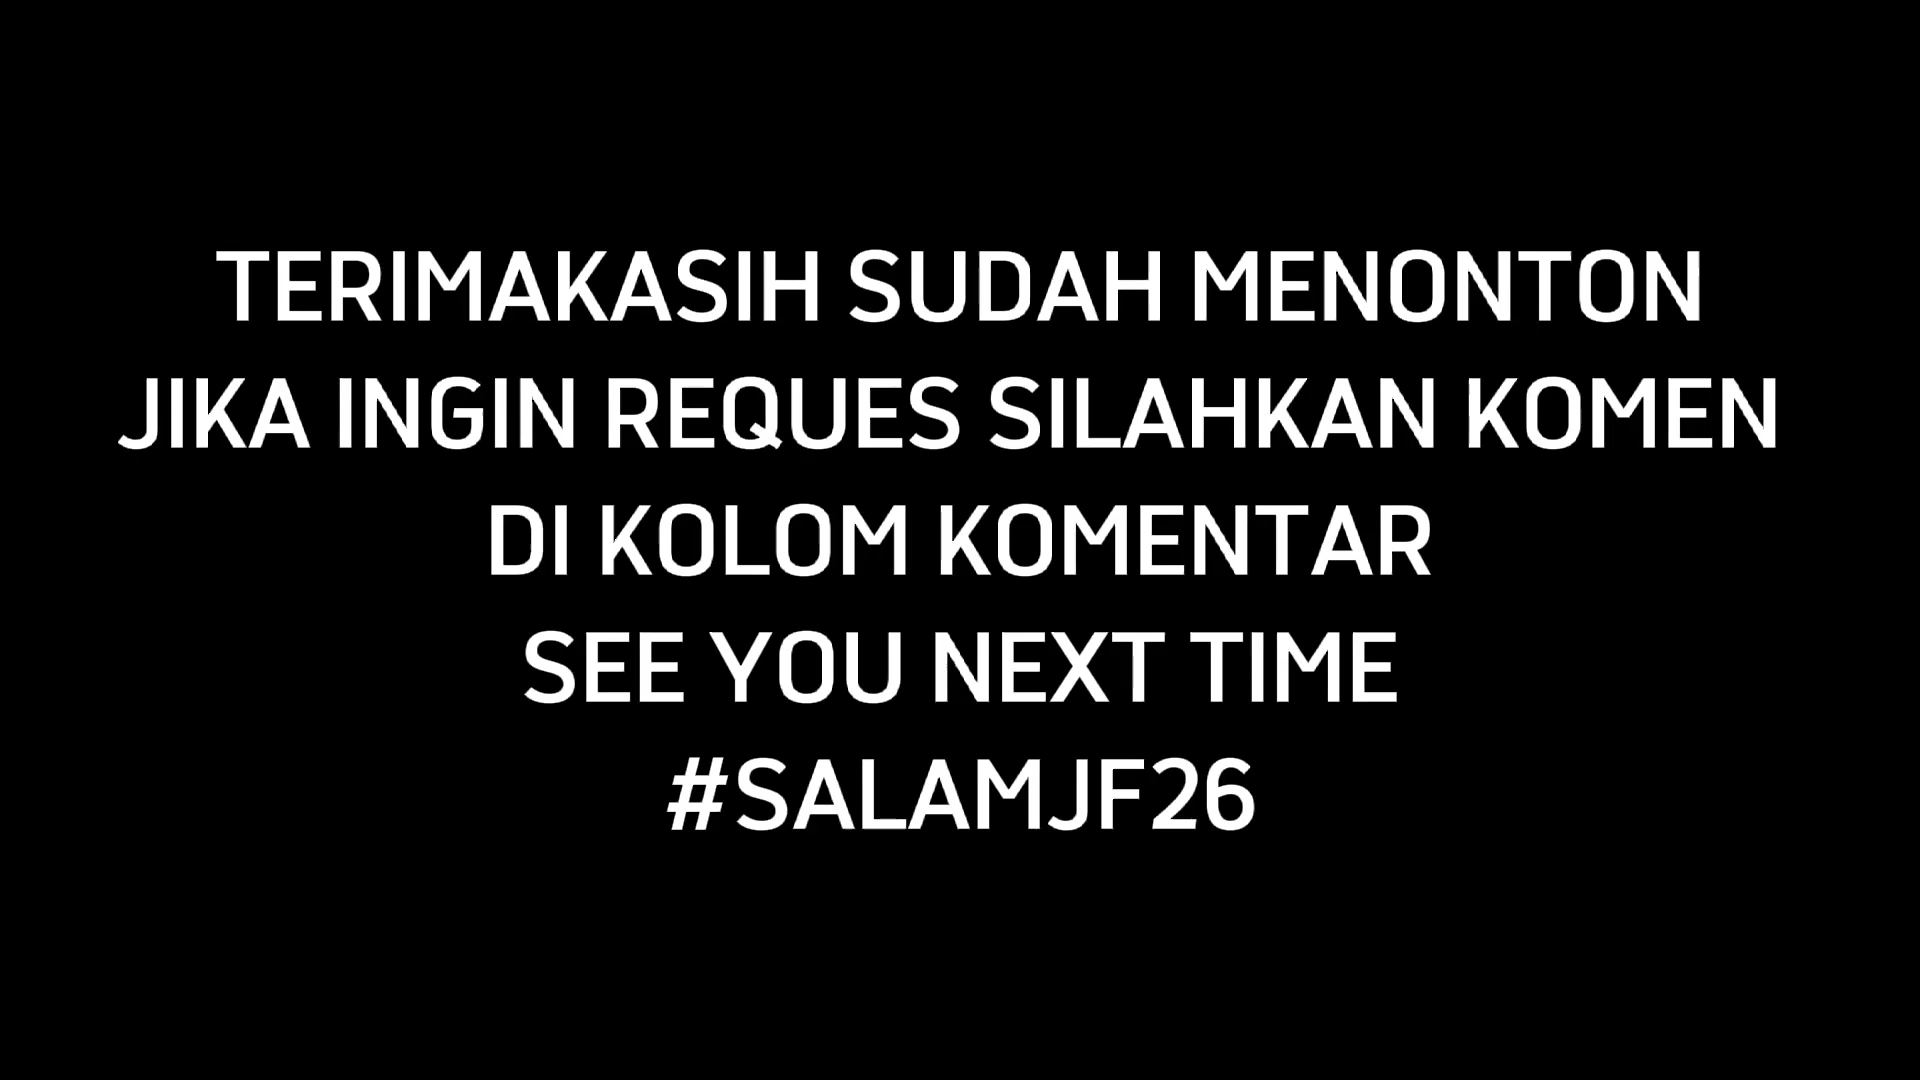 TERIMAKASIH SUDAH MENONTON
JIKA INGIN REQUES SILAHKAN KOMEN
DI KOLOM KOMENTAR
SEE YOU NEXT TIME
#SALAMJF26